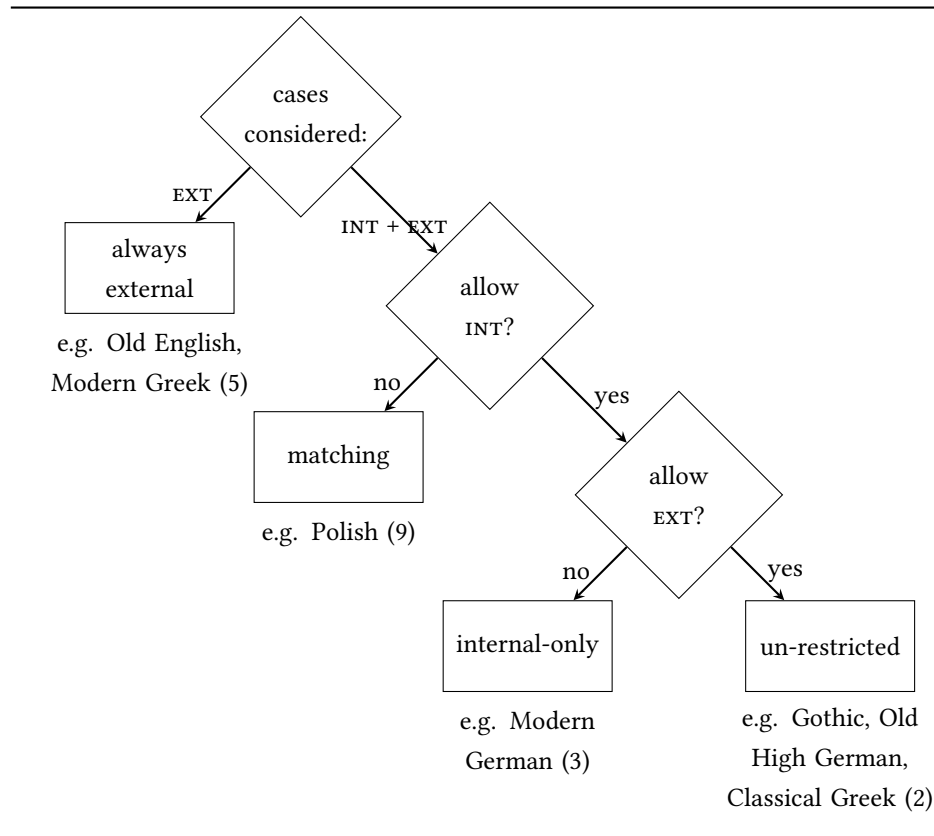 cases
considered:
EXT
INT + EXT
always
external
e.g. Old English,
Modern Greek (5)
allow
INT?
no
yes
matching
e.g. Polish (9)
allow
EXT?
no
yes
internal-only
e.g. Modern
German (3)
un-restricted
e.g. Gothic, Old
High German,
Classical Greek (2)